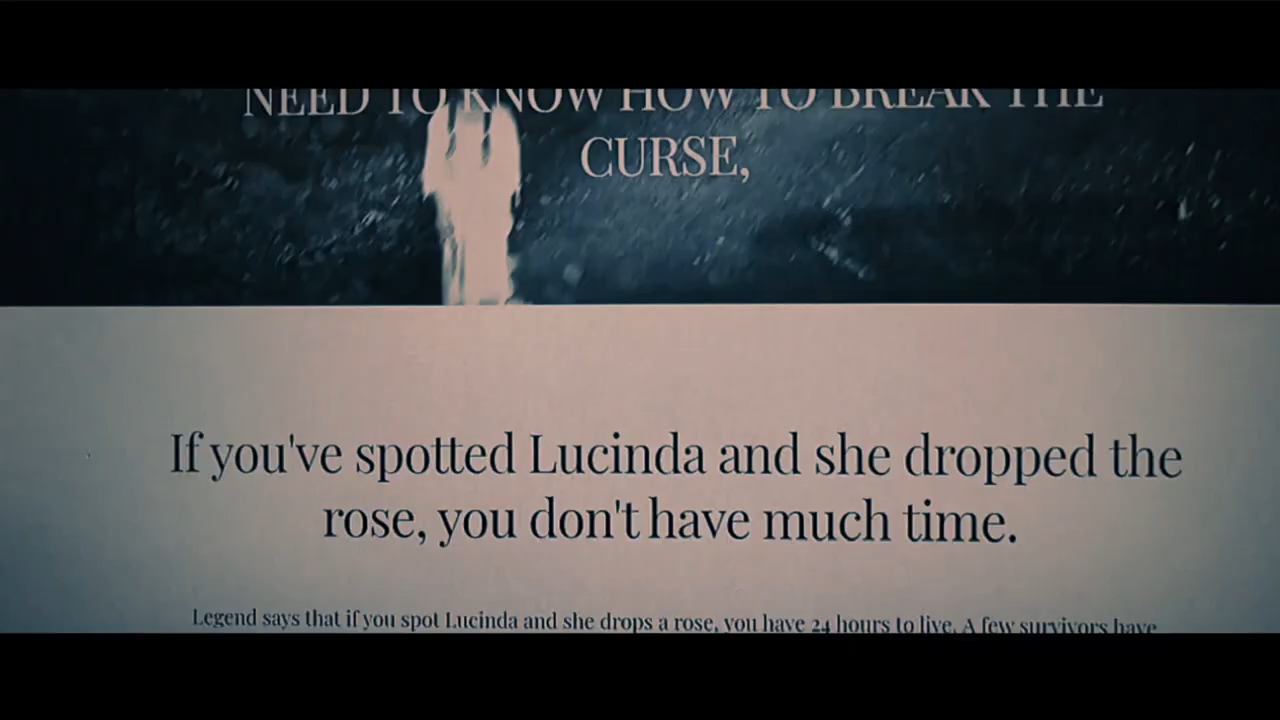 NEED TO KNOW HOW TO BREAK THE
CURSE,
If you've spotted Lucinda and she dropped the
rose, you don't have much time.
Legend says that if you spot Lucinda and she drops a rose, you have 24 hours to live. A few survivors have